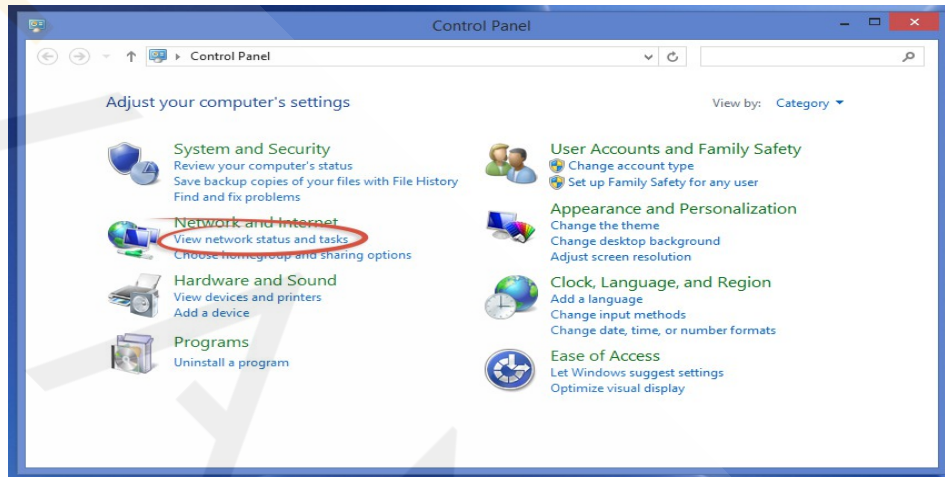 Control Panel
Control Panel
Adjust your computer's settings
View by: Category
System and Security
Review your computer's status
Save backup copies of your files with File History
Find and fix problems
Network and Internet
View network status and tasks
Choose homegroup and sharing options
Hardware and Sound
View devices and printers
Add a device
Programs
Uninstall a program
User Accounts and Family Safety
Change account type
Set up Family Safety for any user
Appearance and Personalization
Change the theme
Change desktop background
Adjust screen resolution
Clock, Language, and Region
Add a language
Change input methods
Change date, time, or number formats
Ease of Access
Let Windows suggest settings
Optimize visual display